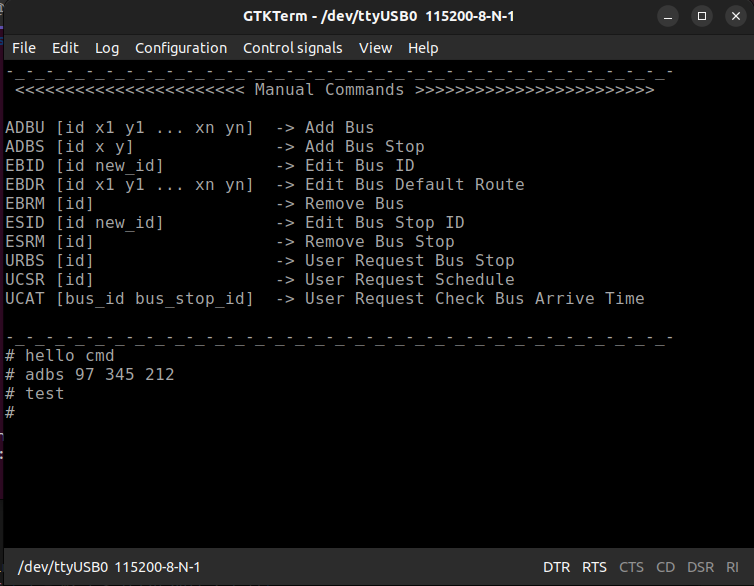 GTKTerm - /dev/ttyUSB0 115200-8-N-1
File Edit Log Configuration Control signals View Help
-_-_-_-_-_-_-_-_-_-_-_-_-_-_-_-_-_-_-_-_-_-_-_-_-_-_-_-_-_-_-_-_-_-
<<<<<<<<<<<<<<<<<<<<<<< Manual Commands >>>>>>>>>>>>>>>>>>>>>>>>
ADBU [id x1 y1 ... xn yn]  -> Add Bus
ADBS [id x y]              -> Add Bus Stop
EBID [id new_id]           -> Edit Bus ID
EBDR [id x1 y1 ... xn yn]  -> Edit Bus Default Route
EBRM [id]                  -> Remove Bus
ESID [id new_id]           -> Edit Bus Stop ID
ESRM [id]                  -> Remove Bus Stop
URBS [id]                  -> User Request Bus Stop
UCSR [id]                  -> User Request Schedule
UCAT [bus_id bus_stop_id]  -> User Request Check Bus Arrive Time
-_-_-_-_-_-_-_-_-_-_-_-_-_-_-_-_-_-_-_-_-_-_-_-_-_-_-_-_-_-_-_-_-_-
# hello cmd
# adbs 97 345 212
# test
#
/dev/ttyUSB0 115200-8-N-1 DTR RTS CTS CD DSR RI